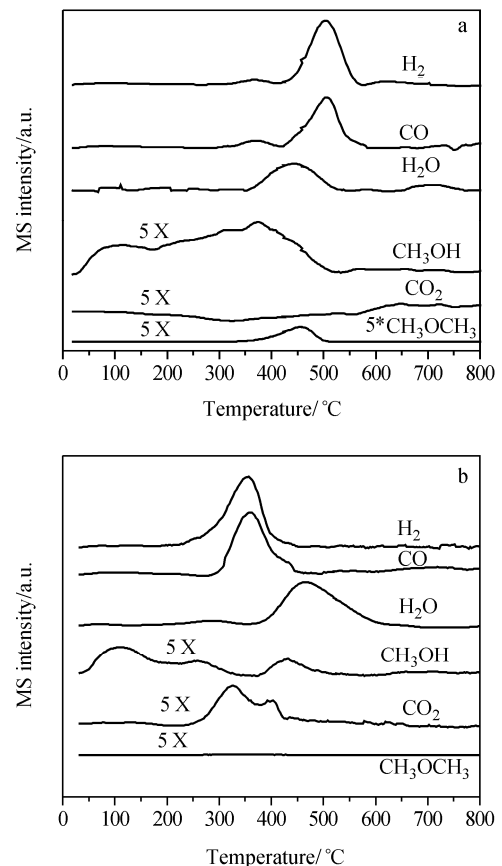 a
H₂
CO
H₂O
5 X
CH₃OH
CO₂
5 X
5*CH₃OCH₃
5 X
MS intensity/a.u.
0 100 200 300 400 500 600 700 800
Temperature/ °C
b
H₂
CO
H₂O
5 X
CH₃OH
5 X
CO₂
5 X
CH₃OCH₃
MS intensity/a.u.
0 100 200 300 400 500 600 700 800
Temperature/ °C